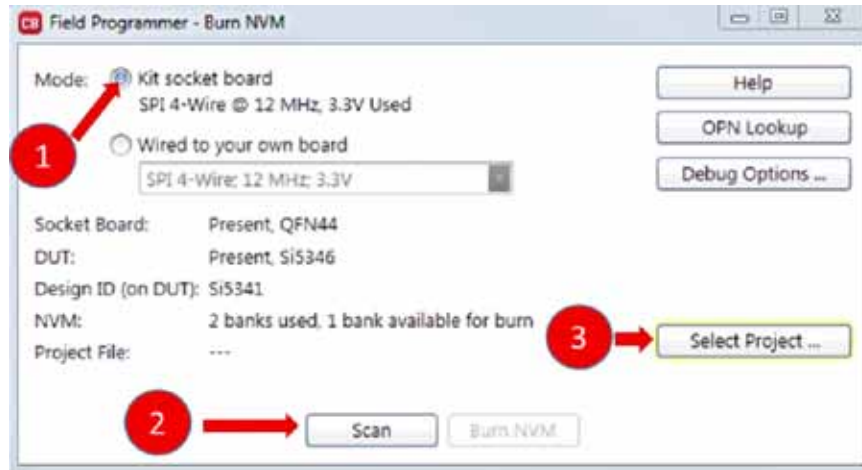 CB Field Programmer - Burn NVM
Mode: Kit socket board
SPI 4-Wire @ 12 MHz, 3.3V Used
Wired to your own board
SPI 4-Wire; 12 MHz; 3.3V
Help
OPN Lookup
Debug Options ...
1
Socket Board: Present, QFN44
DUT: Present, Si5346
Design ID (on DUT): Si5341
NVM: 2 banks used, 1 bank available for burn
Project File: ---
3
Select Project ...
2
Scan
Burn NVM